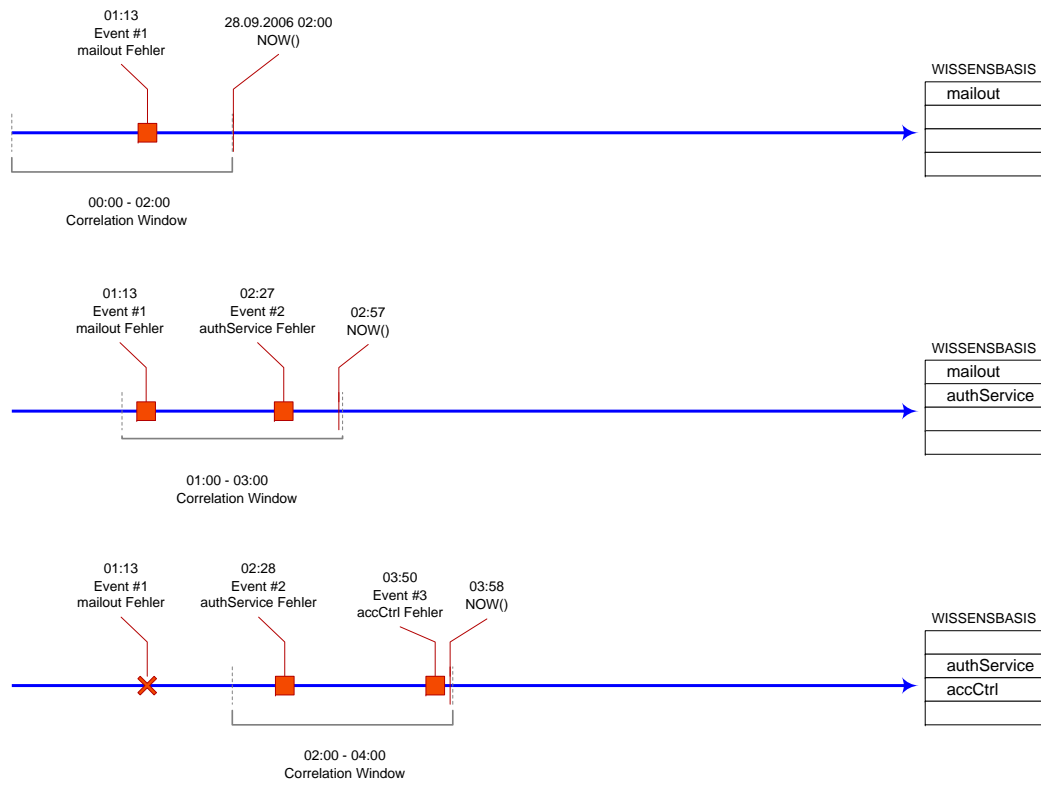 01:13
Event #1
mailout Fehler
28.09.2006 02:00
NOW()
WISSENSBASIS
mailout
00:00 - 02:00
Correlation Window
01:13
Event #1
mailout Fehler
02:27
Event #2
authService Fehler
02:57
NOW()
WISSENSBASIS
mailout
authService
01:00 - 03:00
Correlation Window
01:13
Event #1
mailout Fehler
02:28
Event #2
authService Fehler
03:50
Event #3
accCtrl Fehler
03:58
NOW()
WISSENSBASIS
authService
accCtrl
02:00 - 04:00
Correlation Window